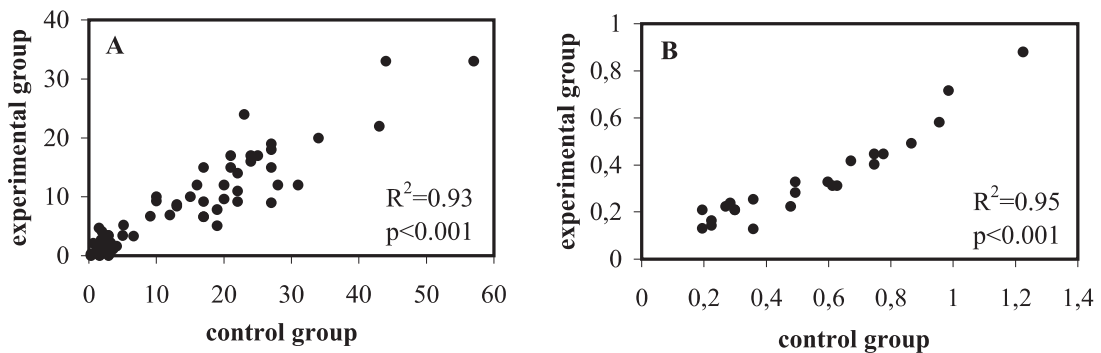 40
30
20
10
0
experimental group
A
R²=0.93
p<0.001
0 10 20 30 40 50 60
control group
1
0,8
0,6
0,4
0,2
0
experimental group
B
R²=0.95
p<0.001
0 0,2 0,4 0,6 0,8 1 1,2 1,4
control group